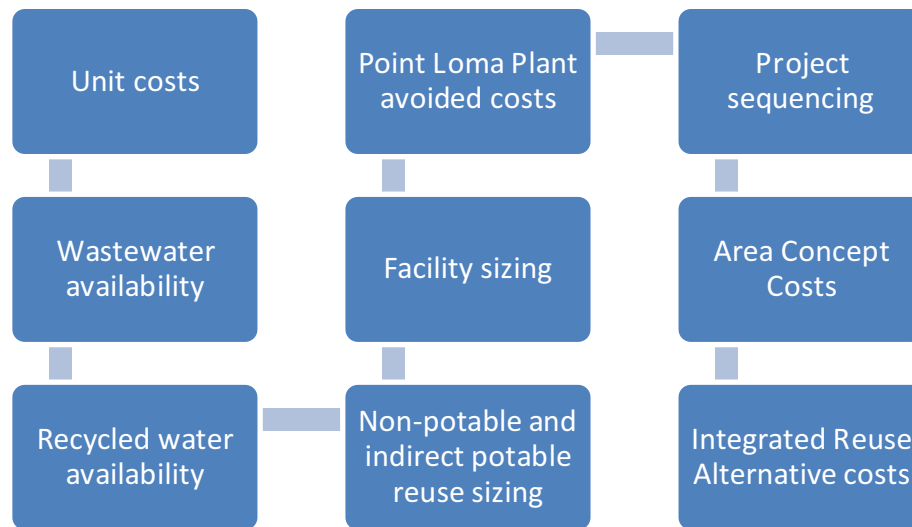 Unit costs
Wastewater
availability
Recycled water
availability
Non-potable and
indirect potable
reuse sizing
Facility sizing
Point Loma Plant
avoided costs
Project
sequencing
Area Concept
Costs
Integrated Reuse
Alternative costs